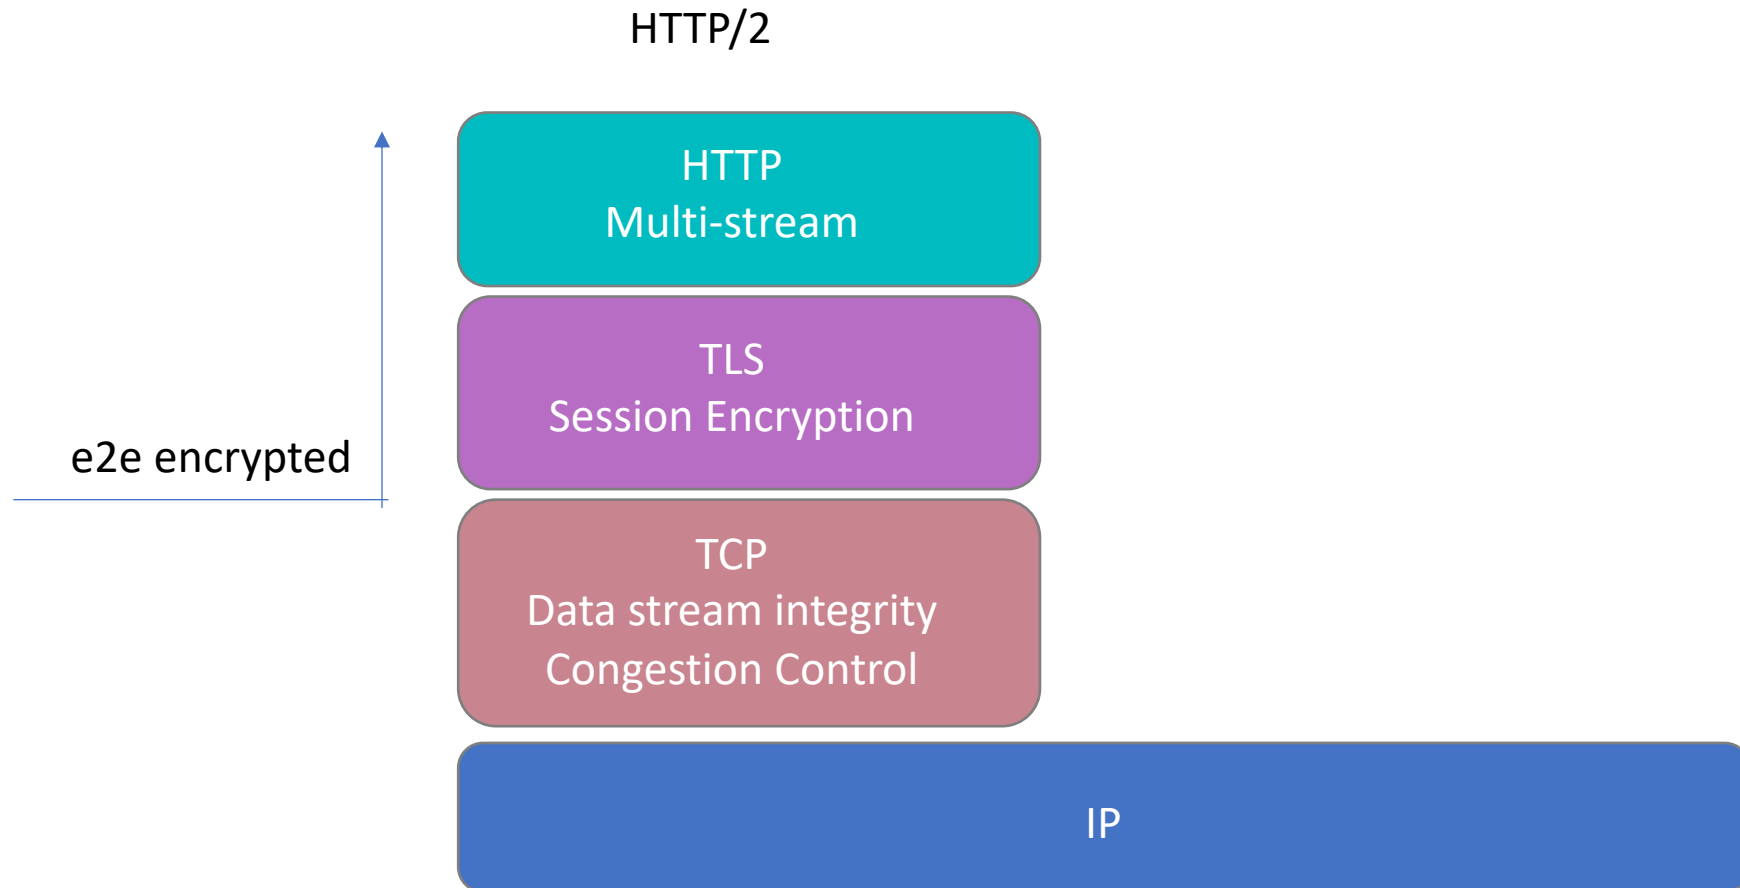 HTTP/2
HTTP
Multi-stream
TLS
Session Encryption
e2e encrypted
TCP
Data stream integrity
Congestion Control
IP